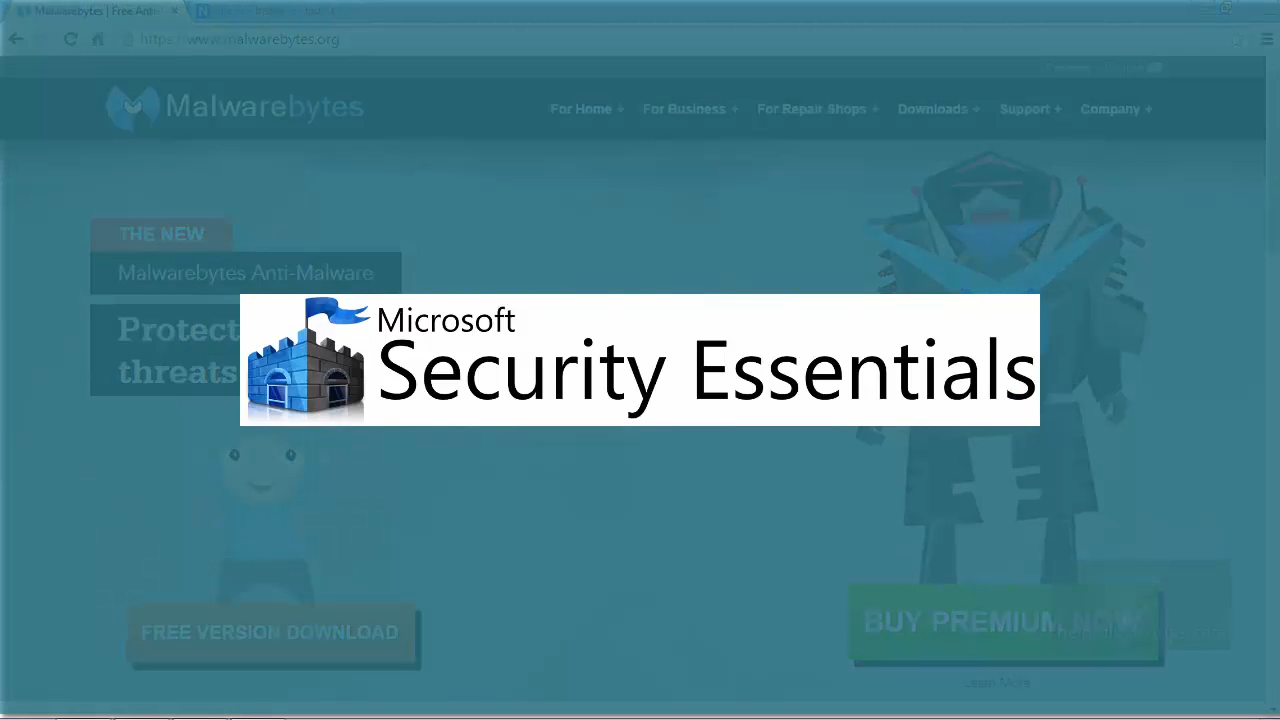 Malwarebytes | Free Anti-
https://www.malwarebytes.org
Malwarebytes
For Home +
For Business +
For Repair Shops +
Downloads +
Support +
Company +
THE NEW
Malwarebytes Anti-Malware
Protect
threats
Microsoft
Security Essentials
FREE VERSION DOWNLOAD
BUY PREMIUM NOW
Learn More